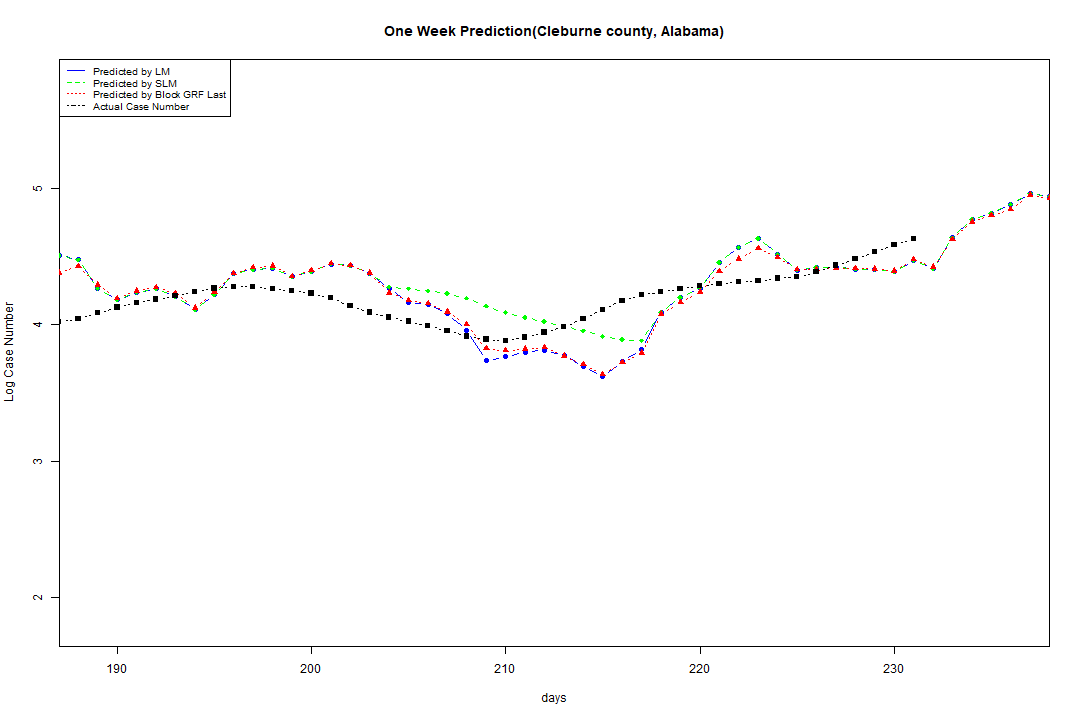 One Week Prediction(Cleburne county, Alabama)
Predicted by LM
Predicted by SLM
Predicted by Block GRF Last
Actual Case Number
Log Case Number
5
4
3
2
190 200 210 220 230
days